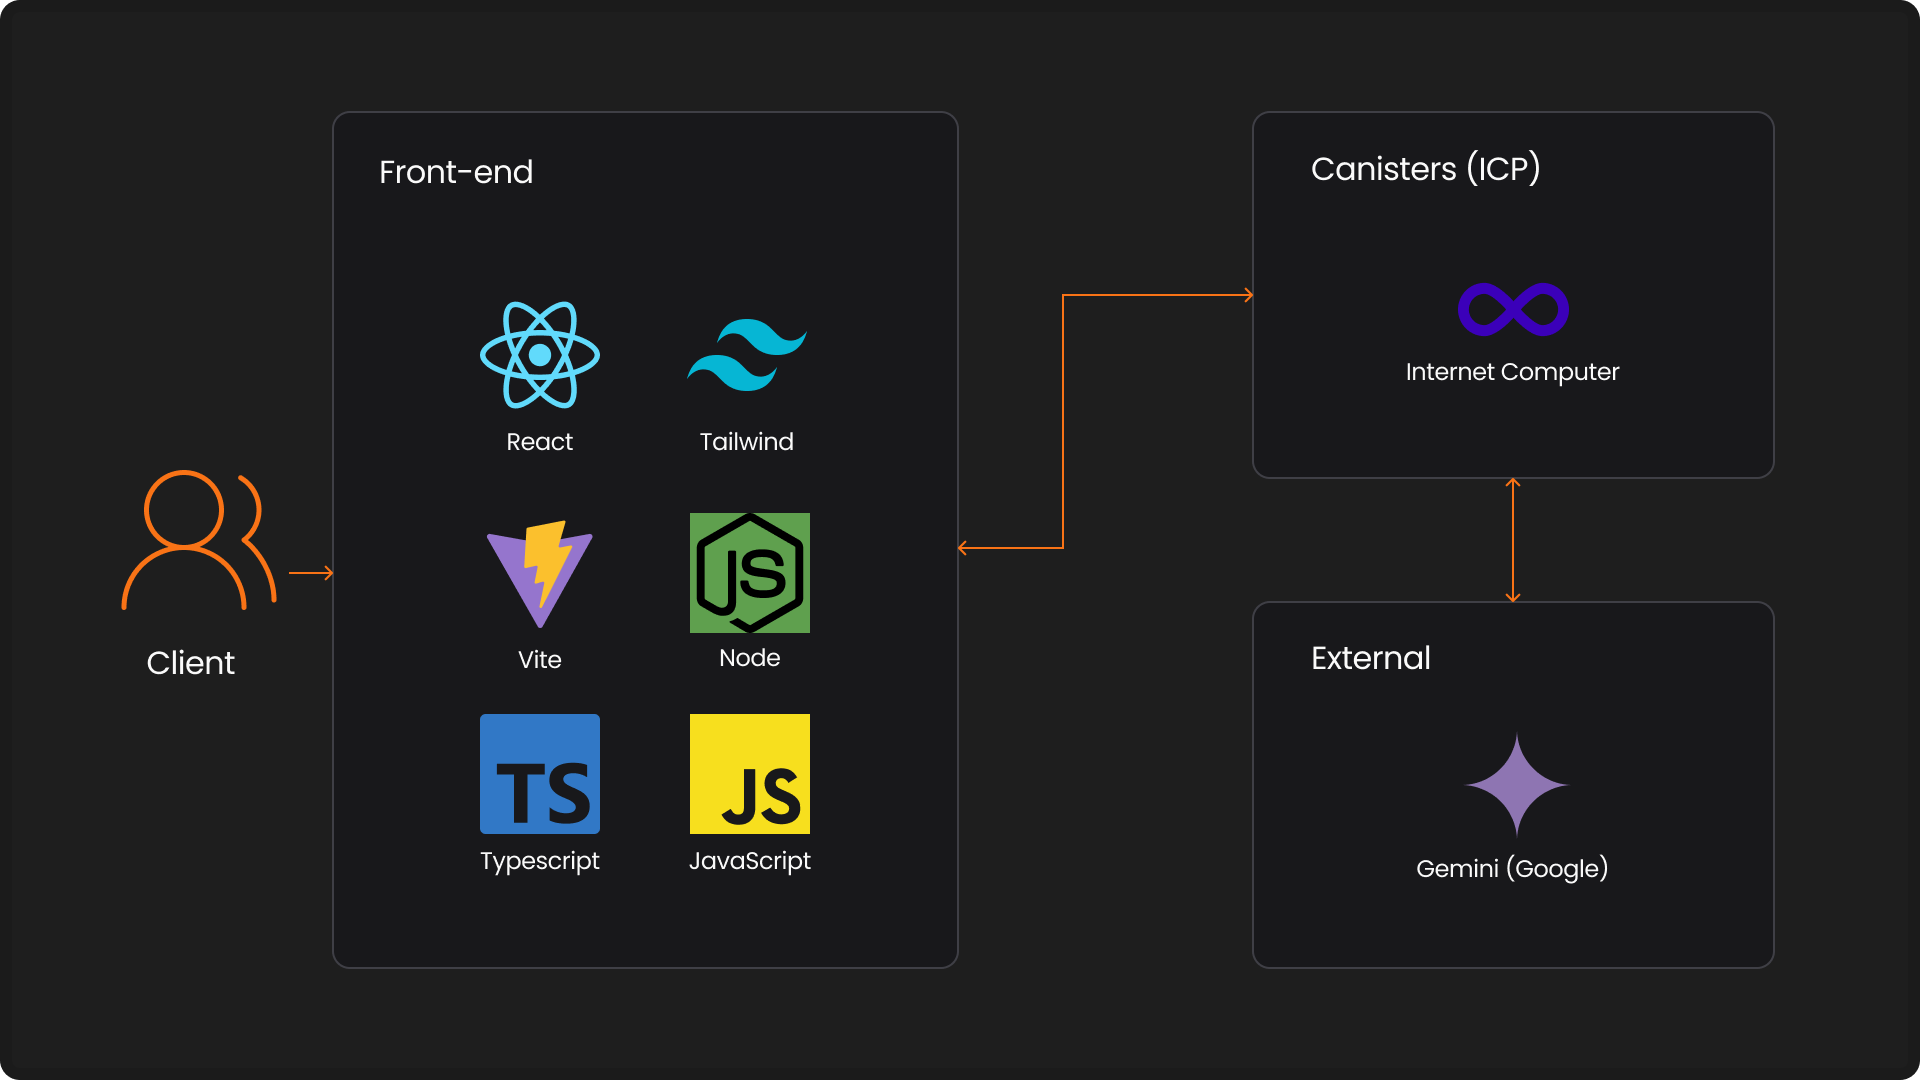 Front-end
React
Tailwind
Vite
JS
Node
TS
Typescript
JS
JavaScript
Client
Canisters (ICP)
Internet Computer
External
Gemini (Google)